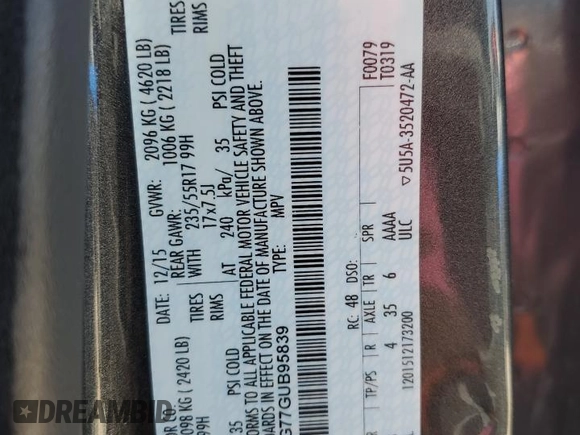 OR CO
DATE: 12/15 GVWR: 2096 KG ( 4620 LB)
098 KG ( 2420 LB) REAR GAWR: 1006 KG ( 2218 LB)
99H TIRES WITH 235/55R17 99H TIRES
RIMS 17x7.5J RIMS
35 PSI COLD AT 240 kPa/ 35 PSI COLD
ORMS TO ALL APPLICABLE FEDERAL MOTOR VEHICLE SAFETY AND THEFT
ARDS IN EFFECT ON THE DATE OF MANUFACTURE SHOWN ABOVE.
G77GUB95839 TYPE: MPV
RC: 48 DSO: F0079
T0319
TP/PS R AXLE TR SPR
4 35 6 AAAA
1201512173200 ULC ▽5U5A-3520472-AA
DREAMBID